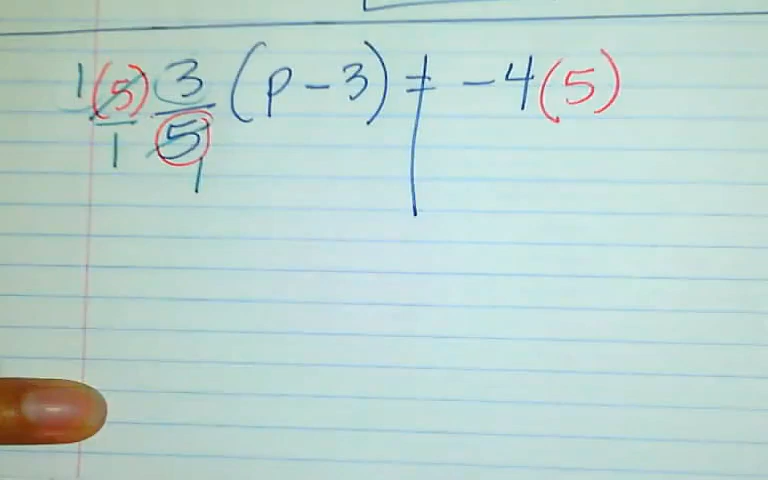 1 (5) 3 (p - 3) = -4(5)
1 5
1